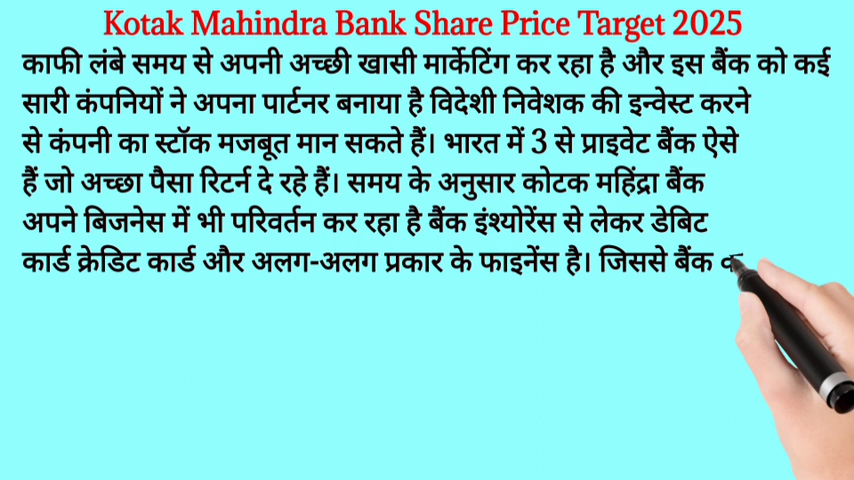 Kotak Mahindra Bank Share Price Target 2025
काफी लंबे समय से अपनी अच्छी खासी मार्केटिंग कर रहा है और इस बैंक को कई
सारी कंपनियों ने अपना पार्टनर बनाया है विदेशी निवेशक की इन्वेस्ट करने
से कंपनी का स्टॉक मजबूत मान सकते हैं। भारत में 3 से प्राइवेट बैंक ऐसे
हैं जो अच्छा पैसा रिटर्न दे रहे हैं। समय के अनुसार कोटक महिंद्रा बैंक
अपने बिजनेस में भी परिवर्तन कर रहा है बैंक इंश्योरेंस से लेकर डेबिट
कार्ड क्रेडिट कार्ड और अलग-अलग प्रकार के फाइनेंस है। जिससे बैंक